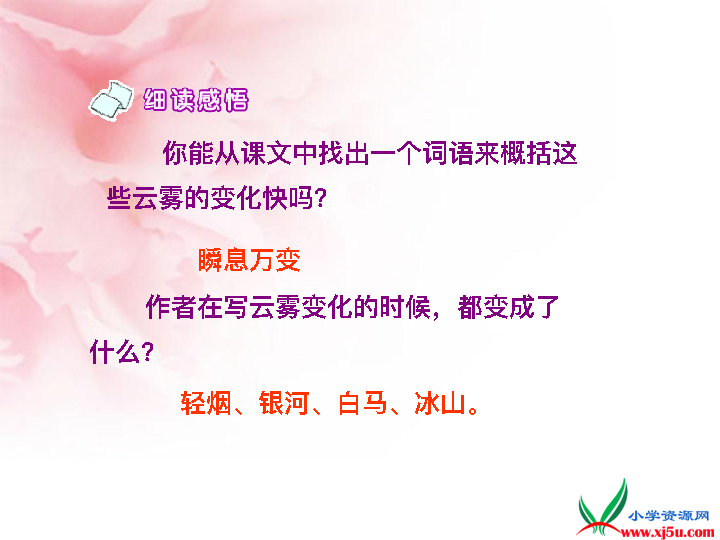 细读感悟
你能从课文中找出一个词语来概括这
些云雾的变化快吗？
瞬息万变
作者在写云雾变化的时候，都变成了
什么？
轻烟、银河、白马、冰山。
小学资源网
www.xj5u.com